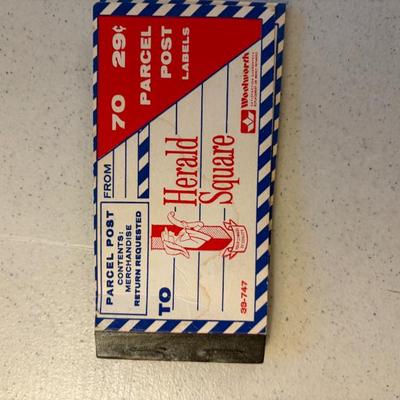 70 29¢
PARCEL
POST
LABELS
FROM
PARCEL POST
CONTENTS:
MERCHANDISE
RETURN REQUESTED
TO
Herald
Square
Woolworth
39-747